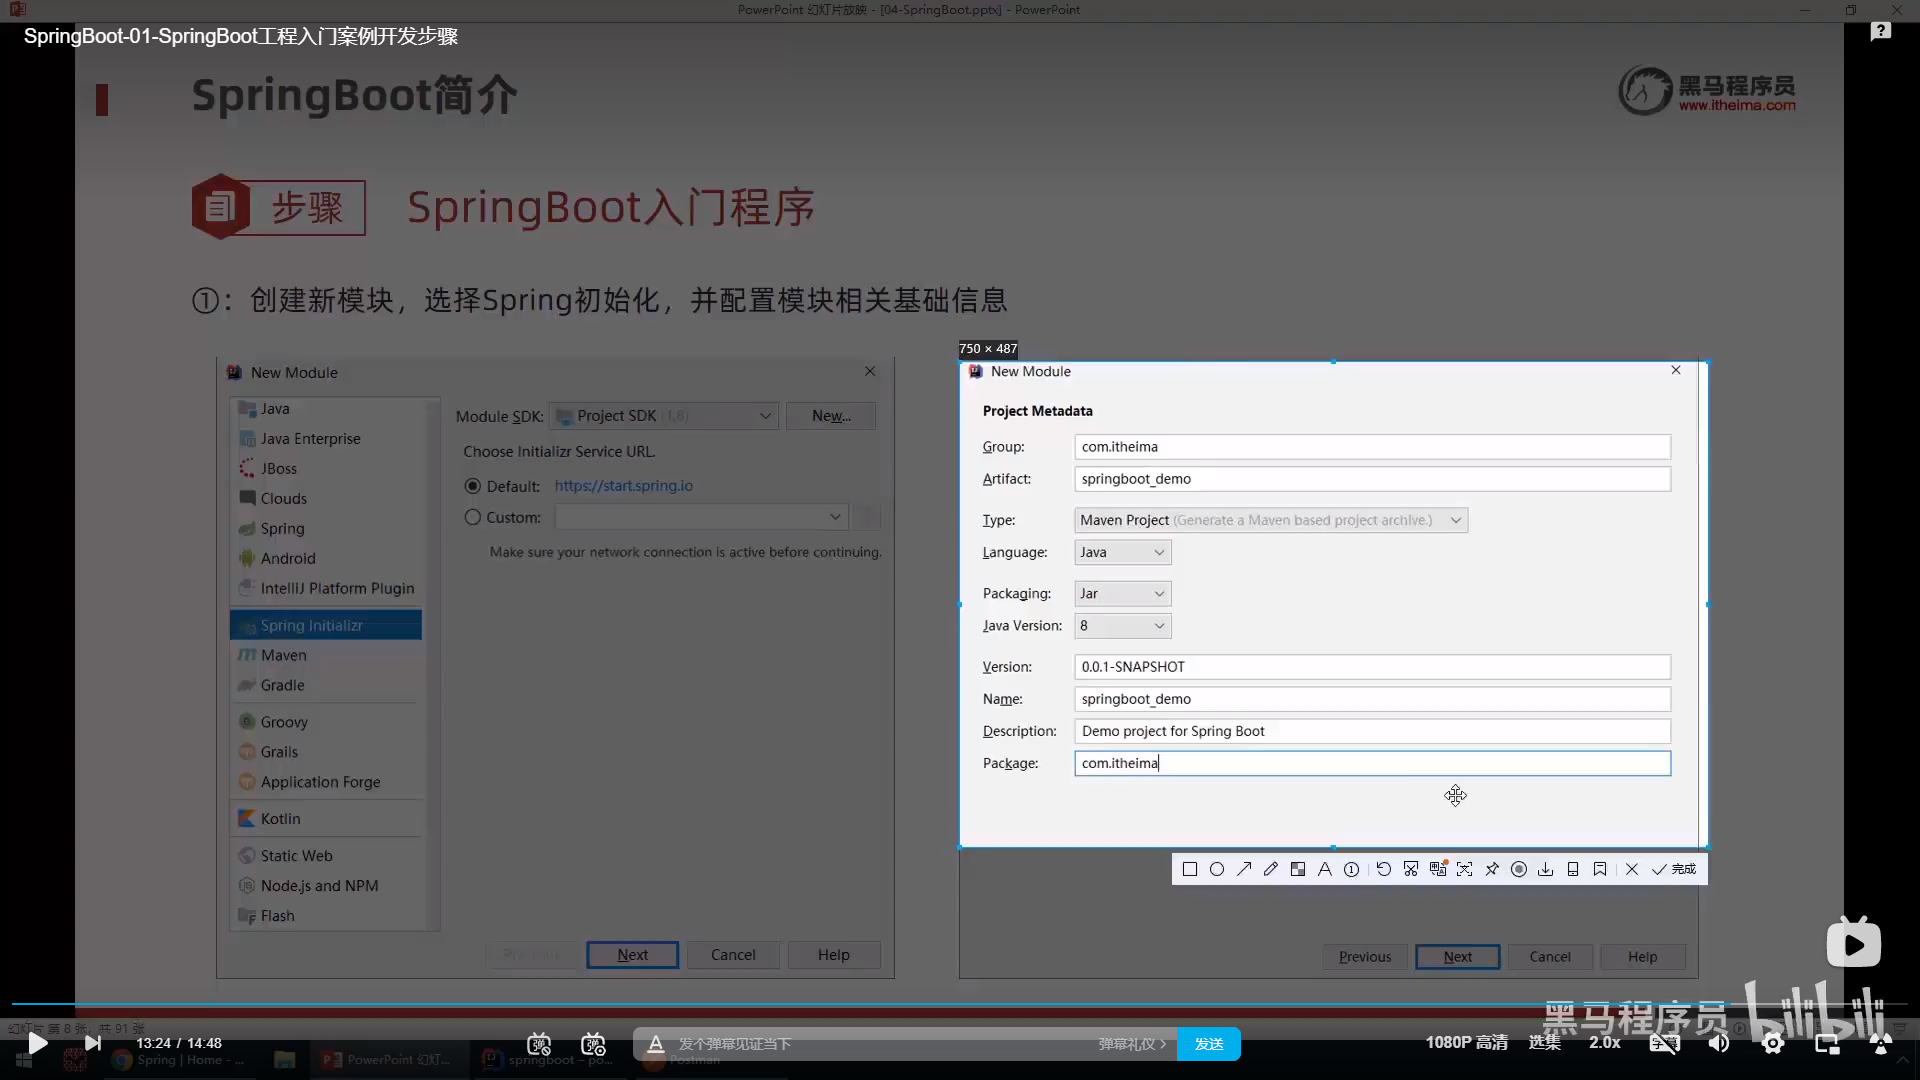 PowerPoint 幻灯片放映 - [04-SpringBoot.pptx] - PowerPoint
SpringBoot-01-SpringBoot工程入门案例开发步骤
SpringBoot简介
黑马程序员
www.itheima.com
步骤
SpringBoot入门程序
①：创建新模块，选择Spring初始化，并配置模块相关基础信息
New Module
Java
Java Enterprise
JBoss
Clouds
Spring
Android
IntelliJ Platform Plugin
Spring Initializr
Maven
Gradle
Groovy
Grails
Application Forge
Kotlin
Static Web
Node.js and NPM
Flash
Module SDK: Project SDK (1.8) New...
Choose Initializr Service URL.
Default: https://start.spring.io
Custom:
Make sure your network connection is active before continuing.
Previous Next Cancel Help
750 × 487
New Module
Project Metadata
Group: com.itheima
Artifact: springboot_demo
Type: Maven Project (Generate a Maven based project archive.)
Language: Java
Packaging: Jar
Java Version: 8
Version: 0.0.1-SNAPSHOT
Name: springboot_demo
Description: Demo project for Spring Boot
Package: com.itheima
完成
Previous Next Cancel Help
黑马程序员 bilibili
幻灯片 第 8 张，共 91 张
13:24 / 14:48
发个弹幕见证当下
弹幕礼仪 >
发送
1080P 高清
选集
2.0x
字幕
Spring | Home - ...
PowerPoint 幻灯...
springboot – po...
Postman